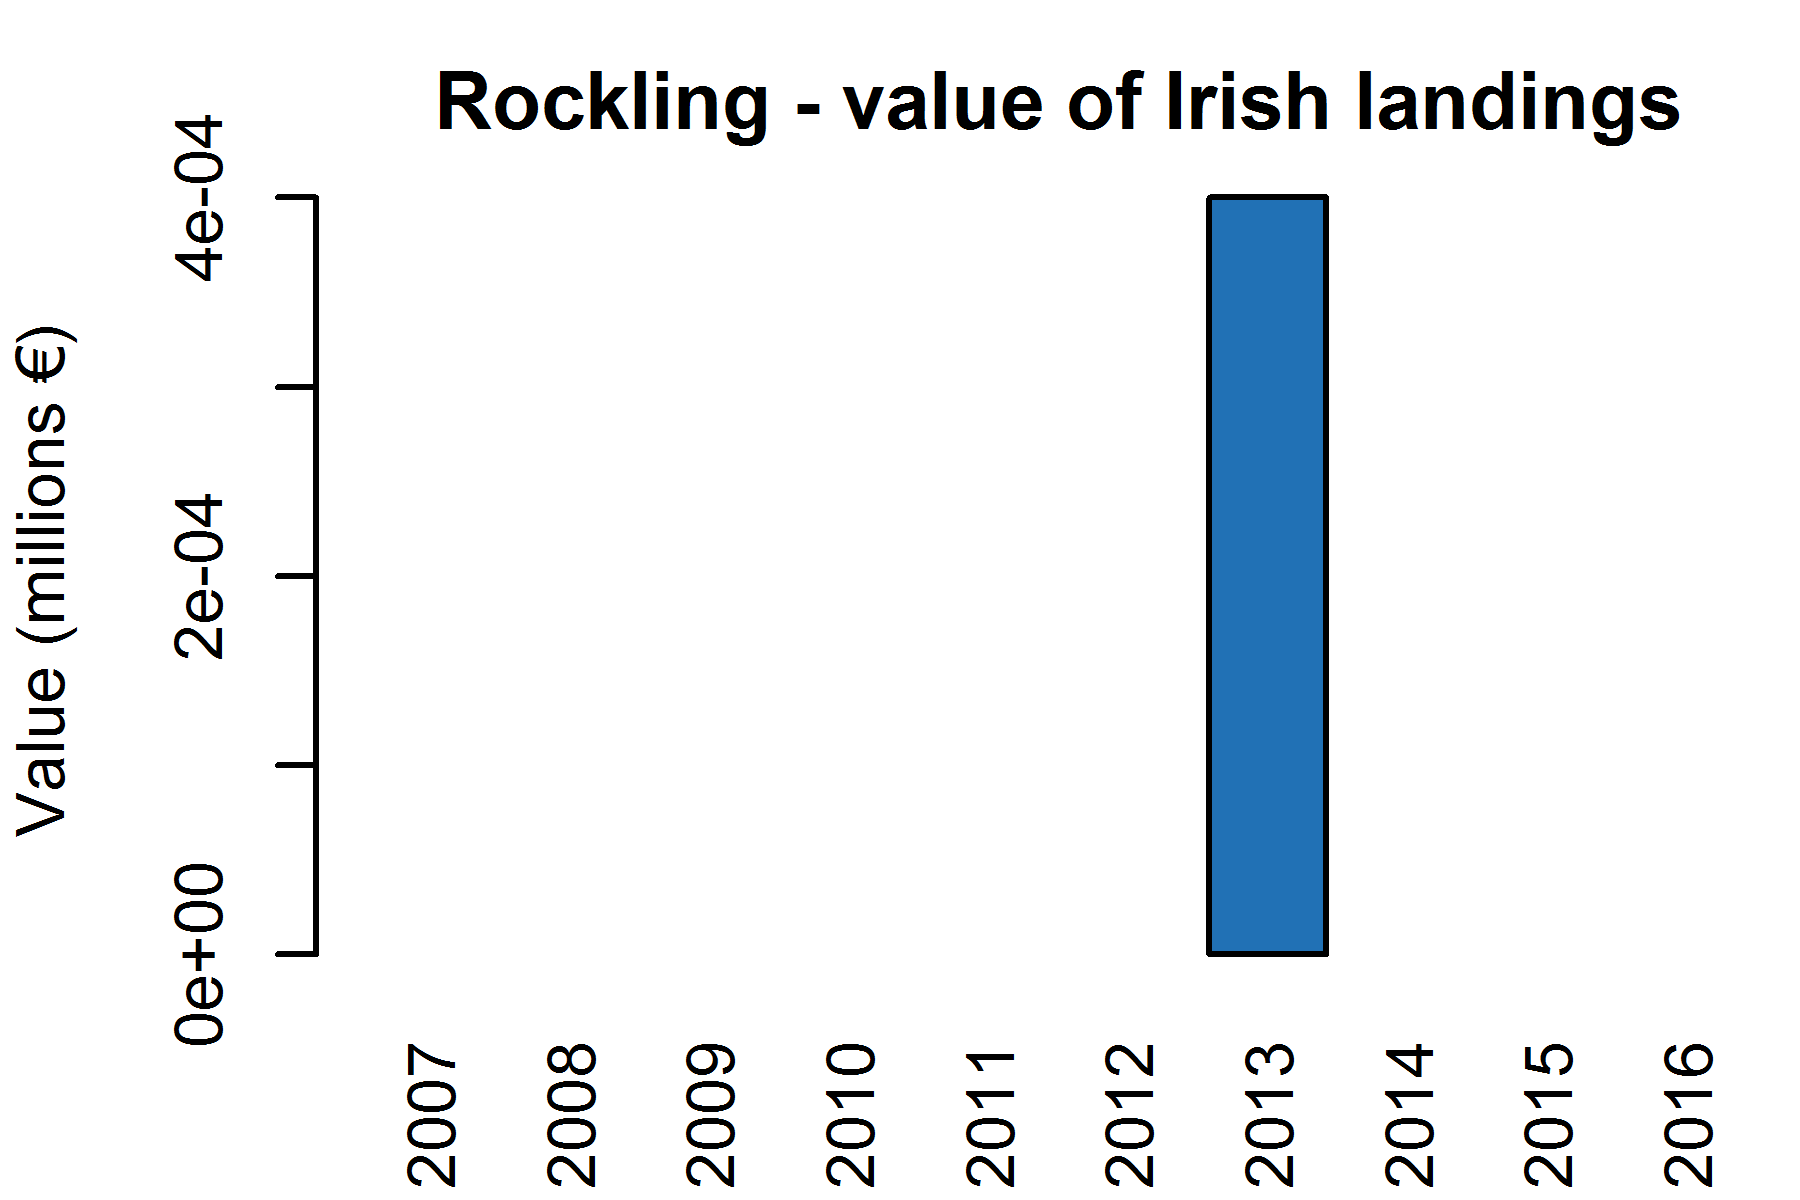 Rockling - value of Irish landings
Value (millions €)
4e-04
2e-04
0e+00
2007
2008
2009
2010
2011
2012
2013
2014
2015
2016